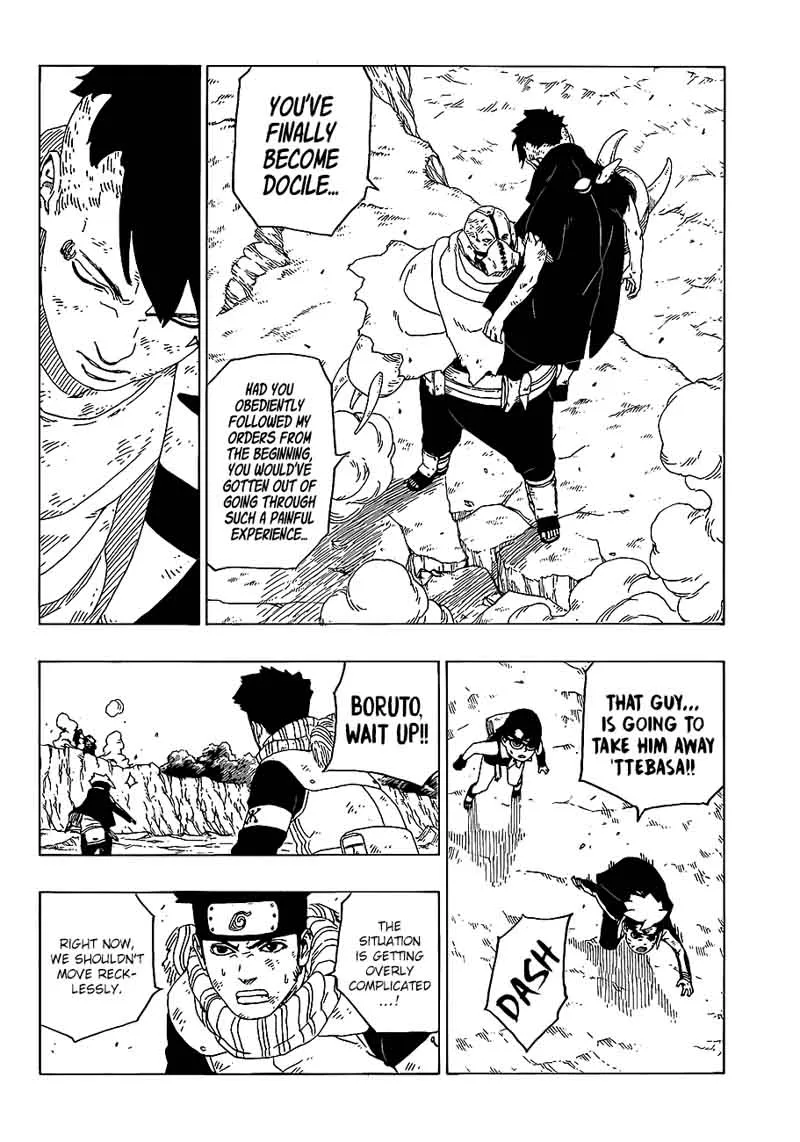 YOU'VE
FINALLY
BECOME
DOCILE...
HAD YOU
OBEDIENTLY
FOLLOWED MY
ORDERS FROM
THE BEGINNING,
YOU WOULD'VE
GOTTEN OUT OF
GOING THROUGH
SUCH A PAINFUL
EXPERIENCE...
THAT GUY...
IS GOING TO
TAKE HIM AWAY
'TTEBASA!!
DASH
BORUTO,
WAIT UP!!
THE
SITUATION
IS GETTING
OVERLY
COMPLICATED
...!
RIGHT NOW,
WE SHOULDN'T
MOVE RECK-
LESSLY.